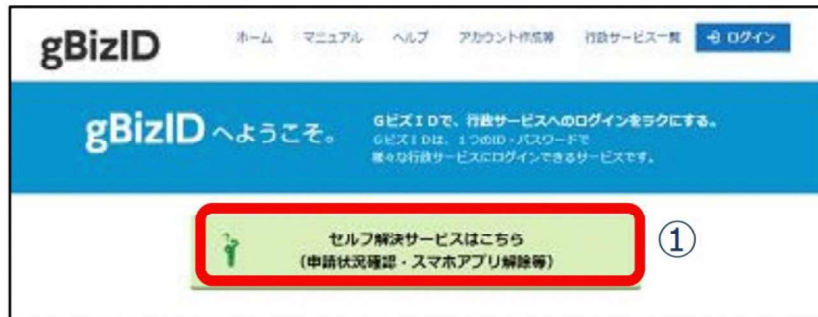 gBizID
ホーム マニュアル ヘルプ アカウント作成等 行政サービス一覧 ログイン
gBizID へようこそ。
GビズIDで、行政サービスへのログインをラクにする。
GビズIDは、1つのID・パスワードで
様々な行政サービスにログインできるサービスです。
セルフ解決サービスはこちら
(申請状況確認・スマホアプリ解除等)
①